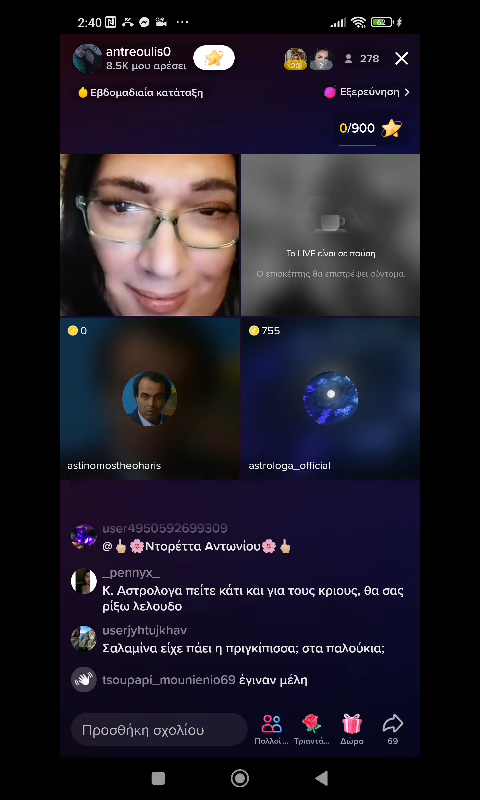 2:40
62
antreoulis0
8.5K μου αρέσει
278
Εβδομαδιαία κατάταξη
Εξερεύνηση
0/900
Το LIVE είναι σε παύση
Ο επισκέπτης θα επιστρέψει σύντομα.
0
755
astinomostheoharis
astrologa_official
user4950592699309
@☝🏻🌸Ντορέττα Αντωνίου🌸☝🏻
_pennyx_
Κ. Αστρολογα πείτε κάτι και για τους κριους, θα σας
ρίξω λελουδο
userjyhtujkhav
Σαλαμίνα είχε πάει η πριγκίπισσα; στα παλούκια;
tsoupapi_mounienio69 έγιναν μέλη
Προσθήκη σχολίου
Πολλοί... Τριαντά... Δώρο 69